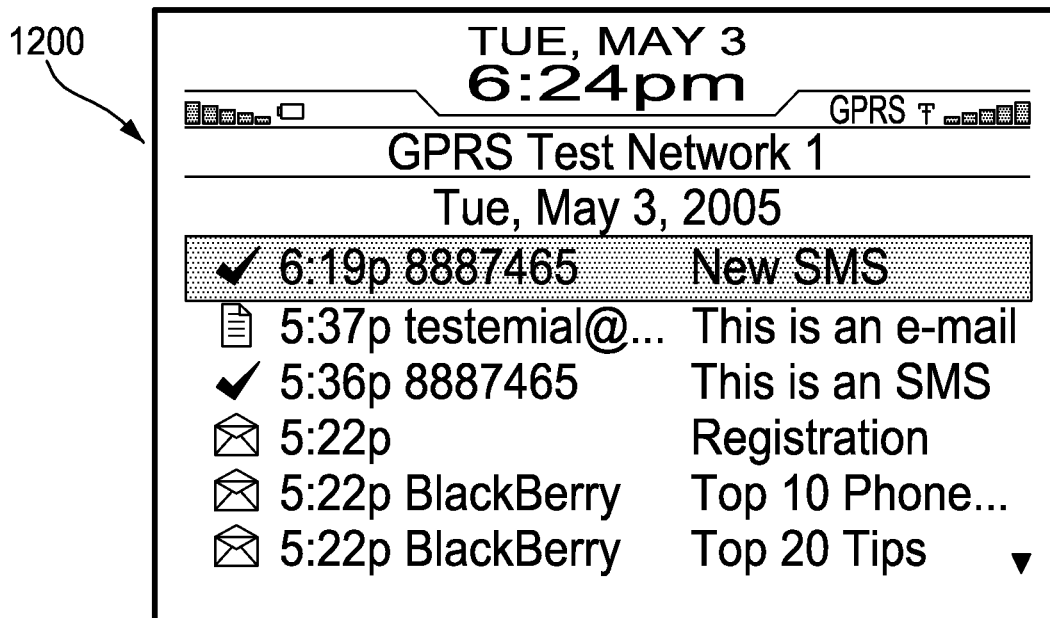 1200
TUE, MAY 3
6:24pm
GPRS
GPRS Test Network 1
Tue, May 3, 2005
6:19p 8887465 New SMS
5:37p testemial@... This is an e-mail
5:36p 8887465 This is an SMS
5:22p Registration
5:22p BlackBerry Top 10 Phone...
5:22p BlackBerry Top 20 Tips